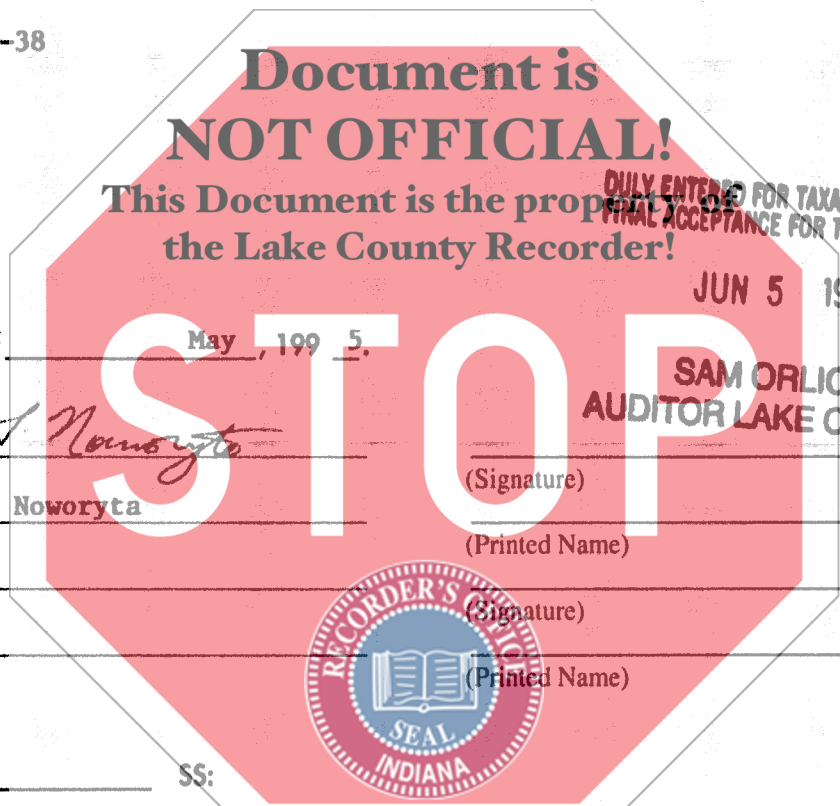 -38
Document is
NOT OFFICIAL!
This Document is the property of
the Lake County Recorder!
DULY ENTERED FOR TAXA
FINAL ACCEPTANCE FOR T
JUN 5 19
May, 199 5.
STOP
SAM ORLIC
AUDITOR LAKE C
Noworyta
(Signature)
Noworyta
(Printed Name)
(Signature)
(Printed Name)
RECORDER'S OFFICE
SEAL
INDIANA
SS: